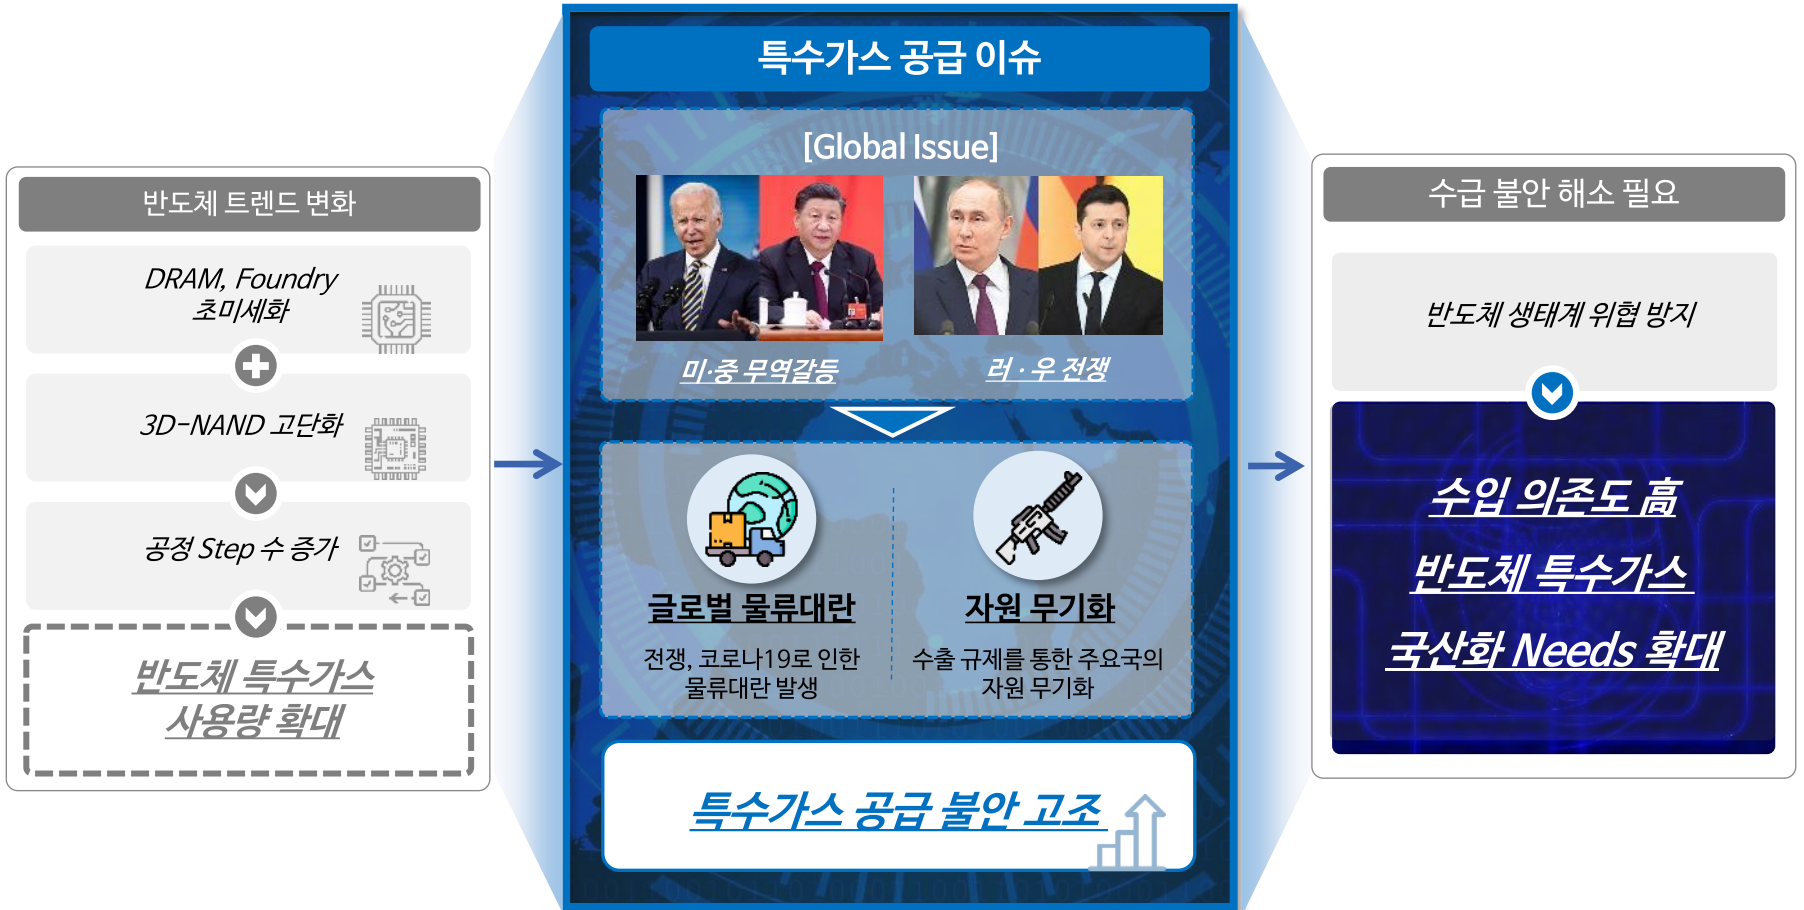 반도체 트렌드 변화
DRAM, Foundry
초미세화
3D-NAND 고단화
공정 Step 수 증가
반도체 특수가스
사용량 확대
특수가스 공급 이슈
[Global Issue]
미·중 무역갈등
러 · 우 전쟁
글로벌 물류대란
전쟁, 코로나19로 인한
물류대란 발생
자원 무기화
수출 규제를 통한 주요국의
자원 무기화
특수가스 공급 불안 고조
수급 불안 해소 필요
반도체 생태계 위협 방지
수입 의존도 高
반도체 특수가스
국산화 Needs 확대